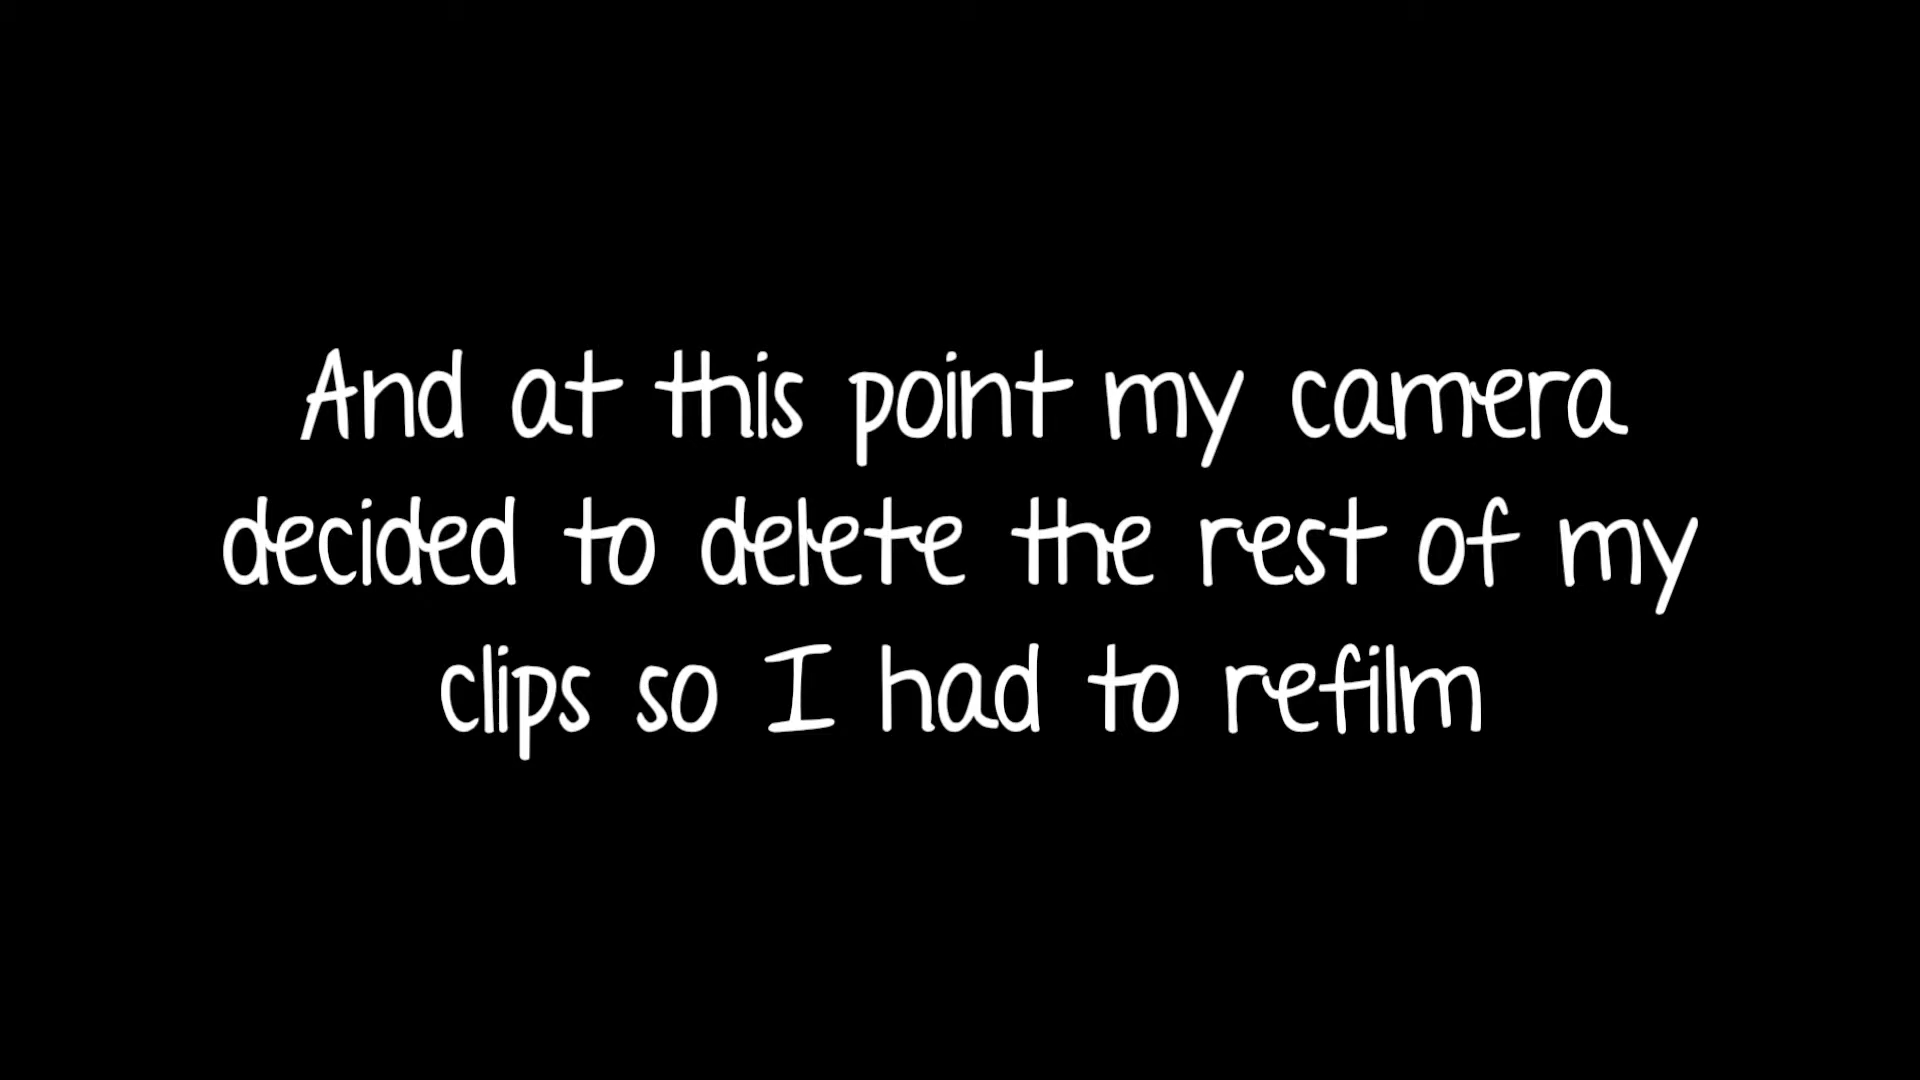 And at this point my camera
decided to delete the rest of my
clips so I had to refilm